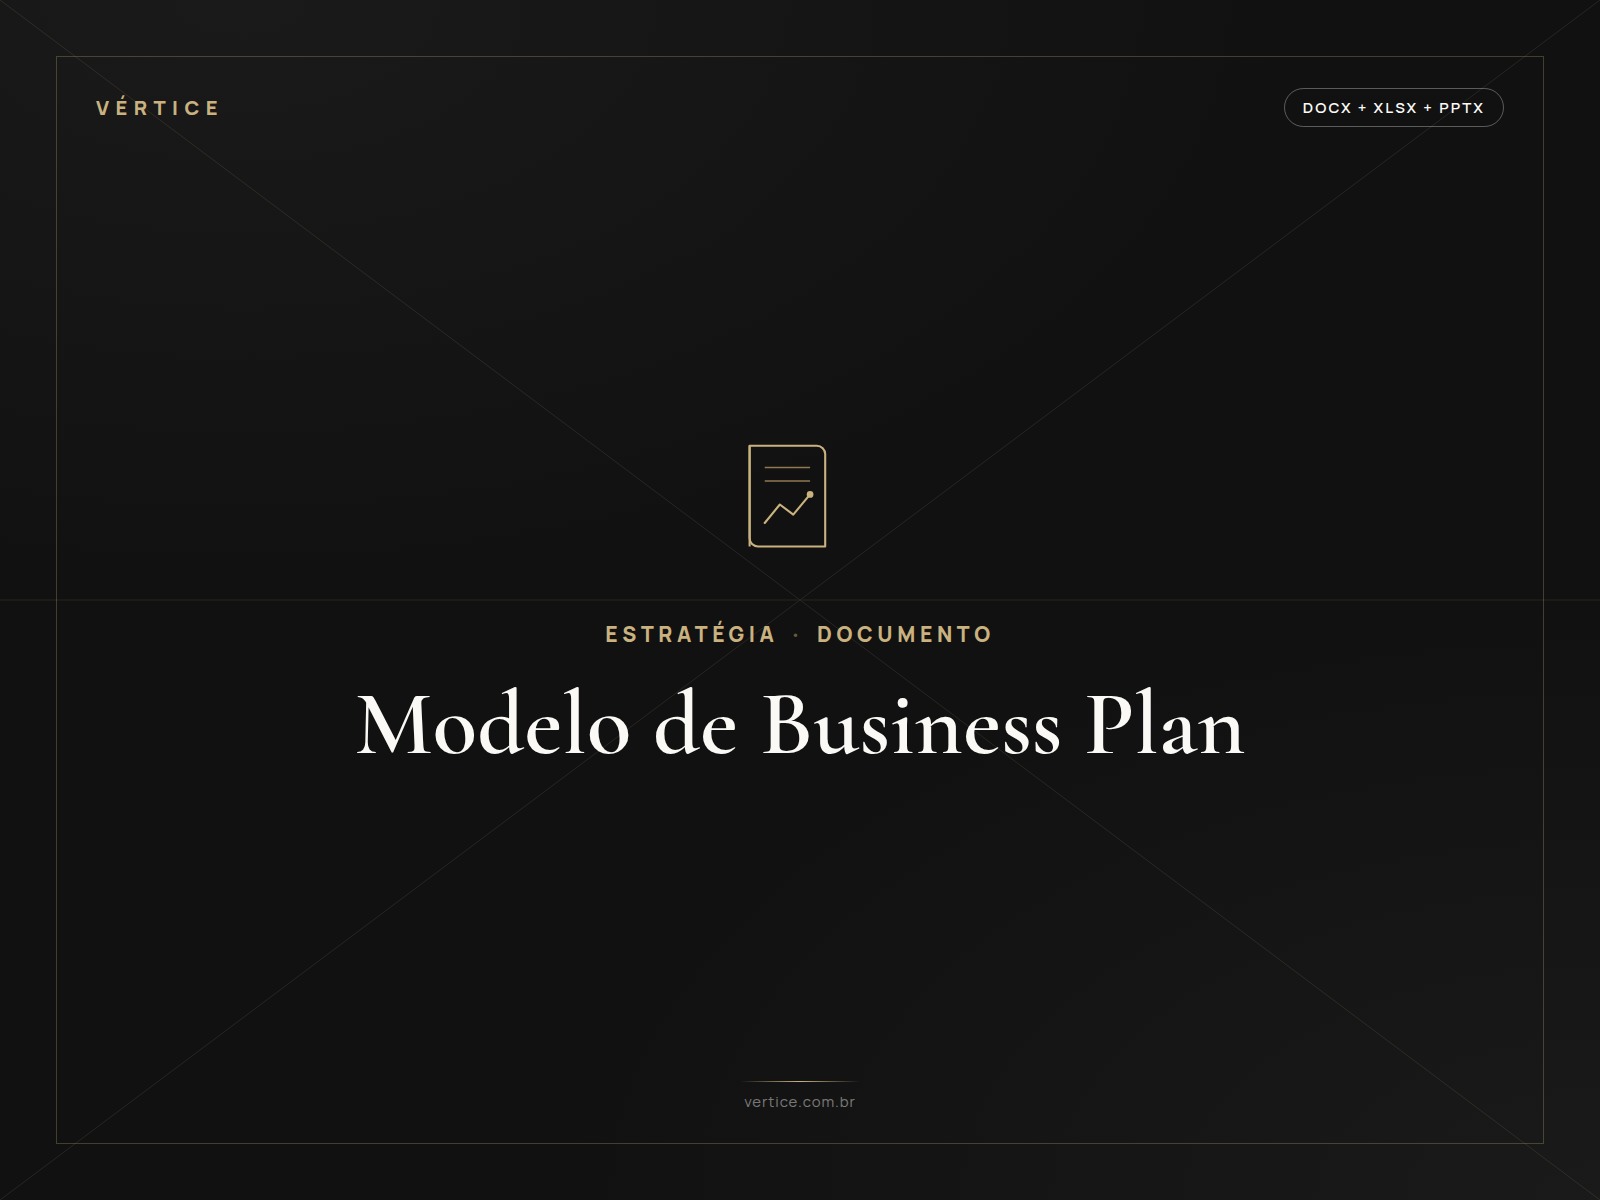 VÉRTICE
DOCX + XLSX + PPTX
ESTRATÉGIA · DOCUMENTO
Modelo de Business Plan
vertice.com.br